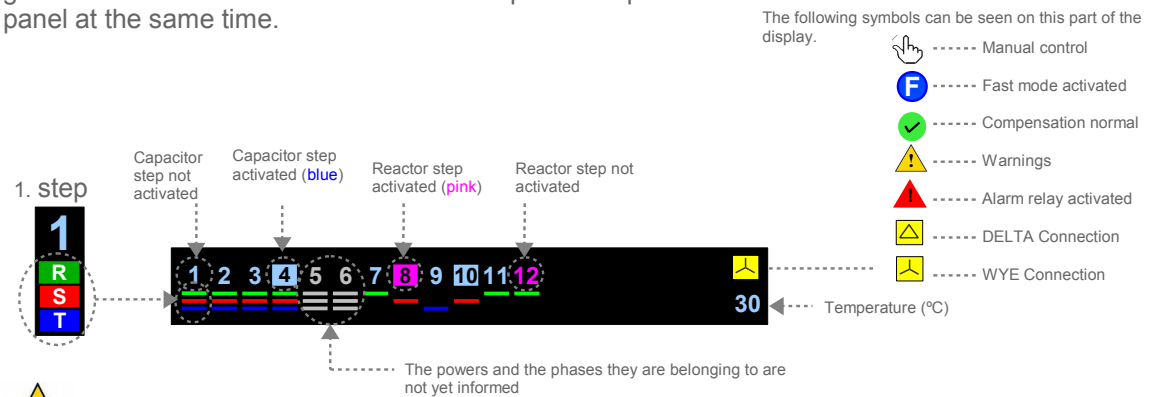 panel at the same time.
The following symbols can be seen on this part of the
display.
Manual control
F Fast mode activated
Compensation normal
! Warnings
! Alarm relay activated
DELTA Connection
WYE Connection
Capacitor
step not
activated
Capacitor step
activated (blue)
Reactor step
activated (pink)
Reactor step not
activated
1. step
1
R
S
T
1 2 3 4 5 6 7 8 9 10 11 12
30
Temperature (ºC)
The powers and the phases they are belonging to are
not yet informed